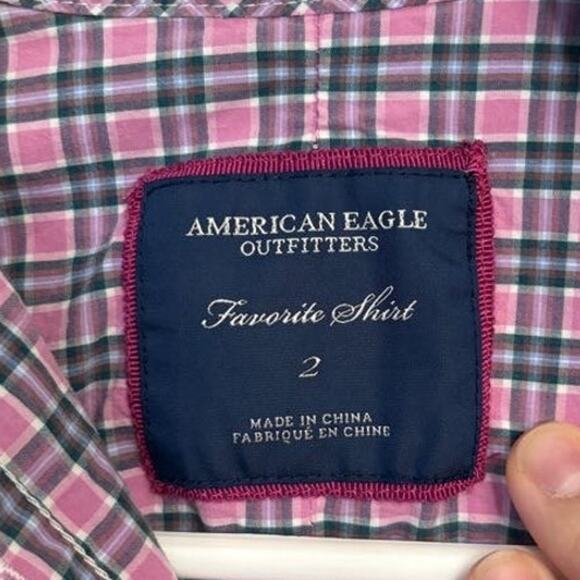 AMERICAN EAGLE
OUTFITTERS
Favorite Shirt
2
MADE IN CHINA
FABRIQUÉ EN CHINE